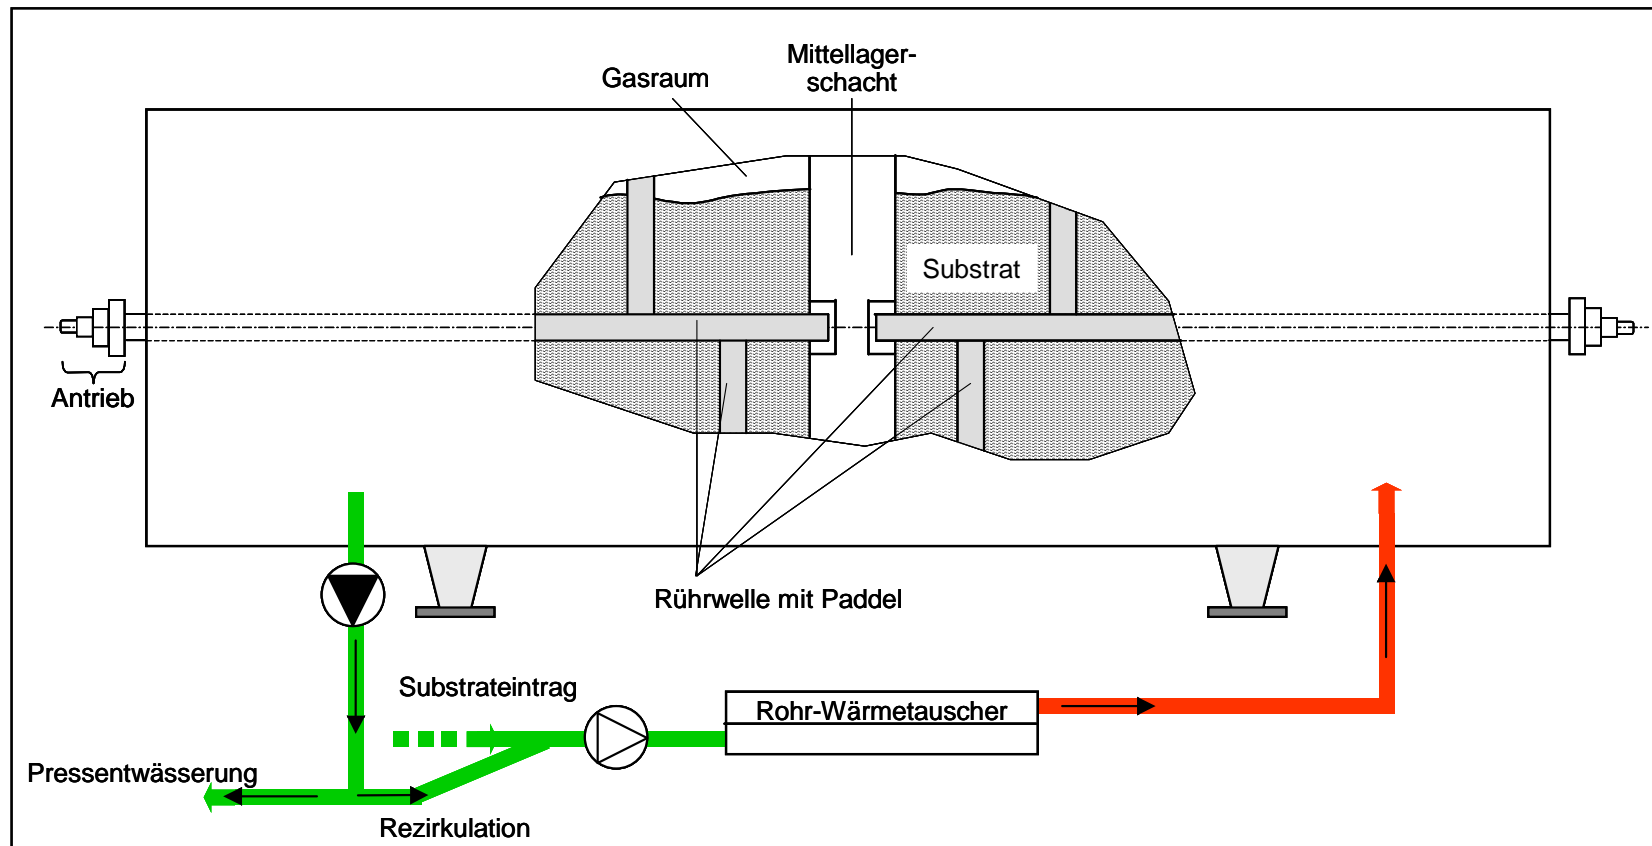 Mittellager-
schacht
Gasraum
Substrat
Antrieb
Rührwelle mit Paddel
Substrateintrag
Rohr-Wärmetauscher
Pressentwässerung
Rezirkulation